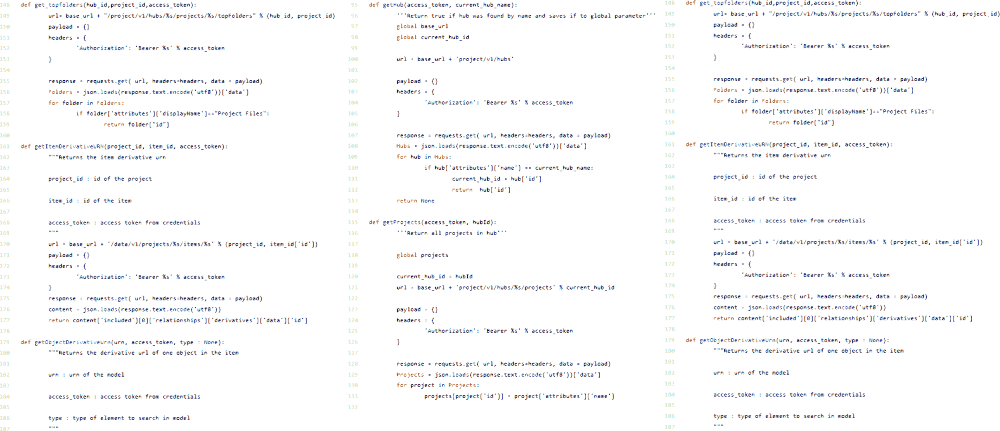 148 def get_topfolders(hub_id,project_id,access_token):
149 url= base_url + "/project/v1/hubs/%s/projects/%s/topFolders" % (hub_id, project_id)
150 payload = {}
151 headers = {
152 'Authorization': 'Bearer %s' % access_token
153 }
154
155 response = requests.get( url, headers=headers, data = payload)
156 Folders = json.loads(response.text.encode('utf8'))['data']
157 for folder in Folders:
158 if folder['attributes']['displayName']=="Project Files":
159 return folder["id"]
160
161 def getItemDerivativeURN(project_id, item_id, access_token):
162 """Returns the item derivative urn
163
164 project_id : id of the project
165
166 item_id : id of the item
167
168 access_token : access token from credentials
169 """
170 url = base_url + '/data/v1/projects/%s/items/%s' % (project_id, item_id['id'])
171 payload = {}
172 headers = {
173 'Authorization': 'Bearer %s' % access_token
174 }
175 response = requests.get( url, headers=headers, data = payload)
176 content = json.loads(response.text.encode('utf8'))
177 return content['included'][0]['relationships']['derivatives']['data']['id']
178
179 def getObjectDerivativeUrn(urn, access_token, type = None):
180 """Returns the derivative url of one object in the item
181
182 urn : urn of the model
183
184 access_token : access token from credentials
185
186 type : type of element to search in model
187 """
95 def getHub(access_token, current_hub_name):
96 '''Return true if hub was found by name and saves if to global parameter'''
97 global base_url
98 global current_hub_id
99
100 url = base_url + 'project/v1/hubs'
101
102 payload = {}
103 headers = {
104 'Authorization': 'Bearer %s' % access_token
105 }
106
107 response = requests.get( url, headers=headers, data = payload)
108 Hubs = json.loads(response.text.encode('utf8'))['data']
109 for hub in Hubs:
110 if hub['attributes']['name'] == current_hub_name:
111 current_hub_id = hub['id']
112 return  hub['id']
113 return None
114
115 def getProjects(access_token, hubId):
116 '''Return all projects in hub'''
117
118 global projects
119
120 current_hub_id = hubId
121 url = base_url + 'project/v1/hubs/%s/projects' % current_hub_id
122
123 payload = {}
124 headers = {
125 'Authorization': 'Bearer %s' % access_token
126 }
127
128 response = requests.get( url, headers=headers, data = payload)
129 Projects = json.loads(response.text.encode('utf8'))['data']
130 for project in Projects:
131 projects[project['id']] = project['attributes']['name']
132
148 def get_topfolders(hub_id,project_id,access_token):
149 url= base_url + "/project/v1/hubs/%s/projects/%s/topFolders" % (hub_id, project_id)
150 payload = {}
151 headers = {
152 'Authorization': 'Bearer %s' % access_token
153 }
154
155 response = requests.get( url, headers=headers, data = payload)
156 Folders = json.loads(response.text.encode('utf8'))['data']
157 for folder in Folders:
158 if folder['attributes']['displayName']=="Project Files":
159 return folder["id"]
160
161 def getItemDerivativeURN(project_id, item_id, access_token):
162 """Returns the item derivative urn
163
164 project_id : id of the project
165
166 item_id : id of the item
167
168 access_token : access token from credentials
169 """
170 url = base_url + '/data/v1/projects/%s/items/%s' % (project_id, item_id['id'])
171 payload = {}
172 headers = {
173 'Authorization': 'Bearer %s' % access_token
174 }
175 response = requests.get( url, headers=headers, data = payload)
176 content = json.loads(response.text.encode('utf8'))
177 return content['included'][0]['relationships']['derivatives']['data']['id']
178
179 def getObjectDerivativeUrn(urn, access_token, type = None):
180 """Returns the derivative url of one object in the item
181
182 urn : urn of the model
183
184 access_token : access token from credentials
185
186 type : type of element to search in model
187 """